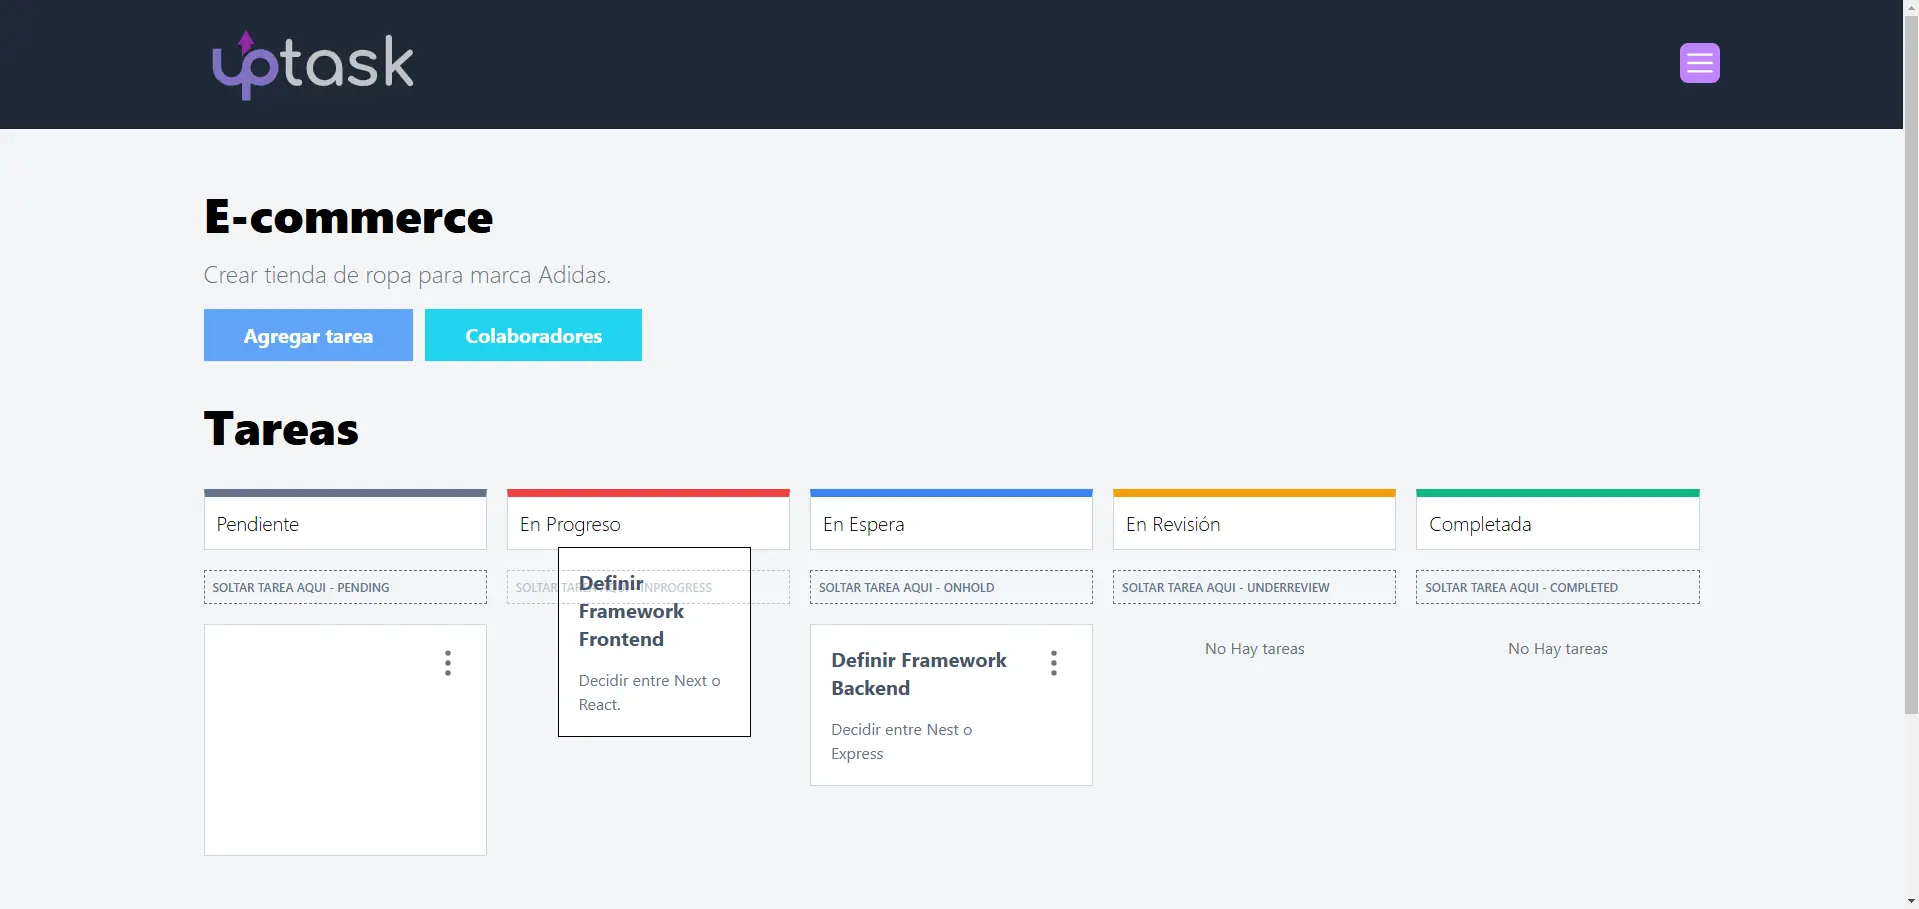 uptask
E-commerce
Crear tienda de ropa para marca Adidas.
Agregar tarea
Colaboradores
Tareas
Pendiente
En Progreso
En Espera
En Revisión
Completada
SOLTAR TAREA AQUI - PENDING
SOLTAR TAREA AQUI - INPROGRESS
SOLTAR TAREA AQUI - ONHOLD
SOLTAR TAREA AQUI - UNDERREVIEW
SOLTAR TAREA AQUI - COMPLETED
Definir
Framework
Frontend
Decidir entre Next o
React.
Definir Framework
Backend
Decidir entre Nest o
Express
No Hay tareas
No Hay tareas